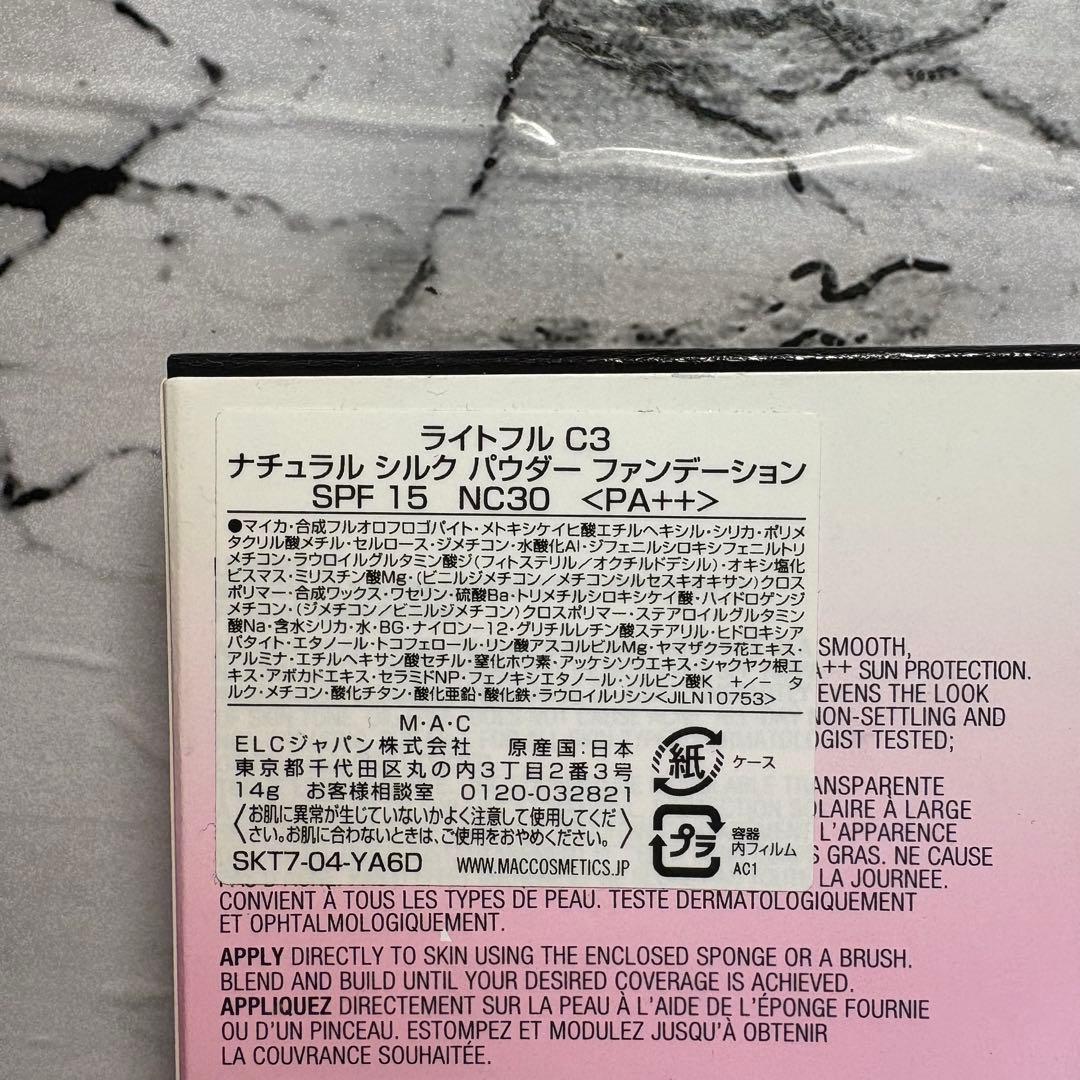 ライトフル C3
ナチュラル シルク パウダー ファンデーション
SPF 15 NC30 <PA++>
●マイカ・合成フルオロフロゴパイト・メトキシケイヒ酸エチルヘキシル・シリカ・ポリメ
タクリル酸メチル・セルロース・ジメチコン・水酸化Al・ジフェニルシロキシフェニルトリ
メチコン・ラウロイルグルタミン酸ジ(フィトステリル/オクチルドデシル)・オキシ塩化
ビスマス・ミリスチン酸Mg・(ビニルジメチコン/メチコンシルセスキオキサン)クロス
ポリマー・合成ワックス・ワセリン・硫酸Ba・トリメチルシロキシケイ酸・ハイドロゲンジ
メチコン・(ジメチコン/ビニルジメチコン)クロスポリマー・ステアロイルグルタミン
酸Na・含水シリカ・水・BG・ナイロン-12・グリチルレチン酸ステアリル・ヒドロキシア
パタイト・エタノール・トコフェロール・リン酸アスコルビルMg・ヤマザクラ花エキス・
アルミナ・エチルヘキサン酸セチル・窒化ホウ素・アッケシソウエキス・シャクヤク根エ
キス・アボカドエキス・セラミドNP・フェノキシエタノール・ソルビン酸K +/- タ
ルク・メチコン・酸化チタン・酸化亜鉛・酸化鉄・ラウロイルリシン<JILN10753>
M・A・C
ELCジャパン株式会社 原産国:日本
東京都千代田区丸の内3丁目2番3号
14g お客様相談室 0120-032821
〈お肌に異常が生じていないかよく注意して使用してくだ
さい。お肌に合わないときは、ご使用をおやめください。〉
SKT7-04-YA6D WWW.MACCOSMETICS.JP
紙 ケース
プラ 容器
内フィルム
AC1
SMOOTH,
A++ SUN PROTECTION.
EVENS THE LOOK
NON-SETTLING AND
GIST TESTED;
TRANSPARENTE
OLAIRE À LARGE
L'APPARENCE
GRAS. NE CAUSE
LA JOURNEE.
CONVIENT À TOUS LES TYPES DE PEAU. TESTE DERMATOLOGIQUEMENT
ET OPHTALMOLOGIQUEMENT.
APPLY DIRECTLY TO SKIN USING THE ENCLOSED SPONGE OR A BRUSH.
BLEND AND BUILD UNTIL YOUR DESIRED COVERAGE IS ACHIEVED.
APPLIQUEZ DIRECTEMENT SUR LA PEAU À L'AIDE DE L'ÉPONGE FOURNIE
OU D'UN PINCEAU. ESTOMPEZ ET MODULEZ JUSQU'À OBTENIR
LA COUVRANCE SOUHAITÉE.